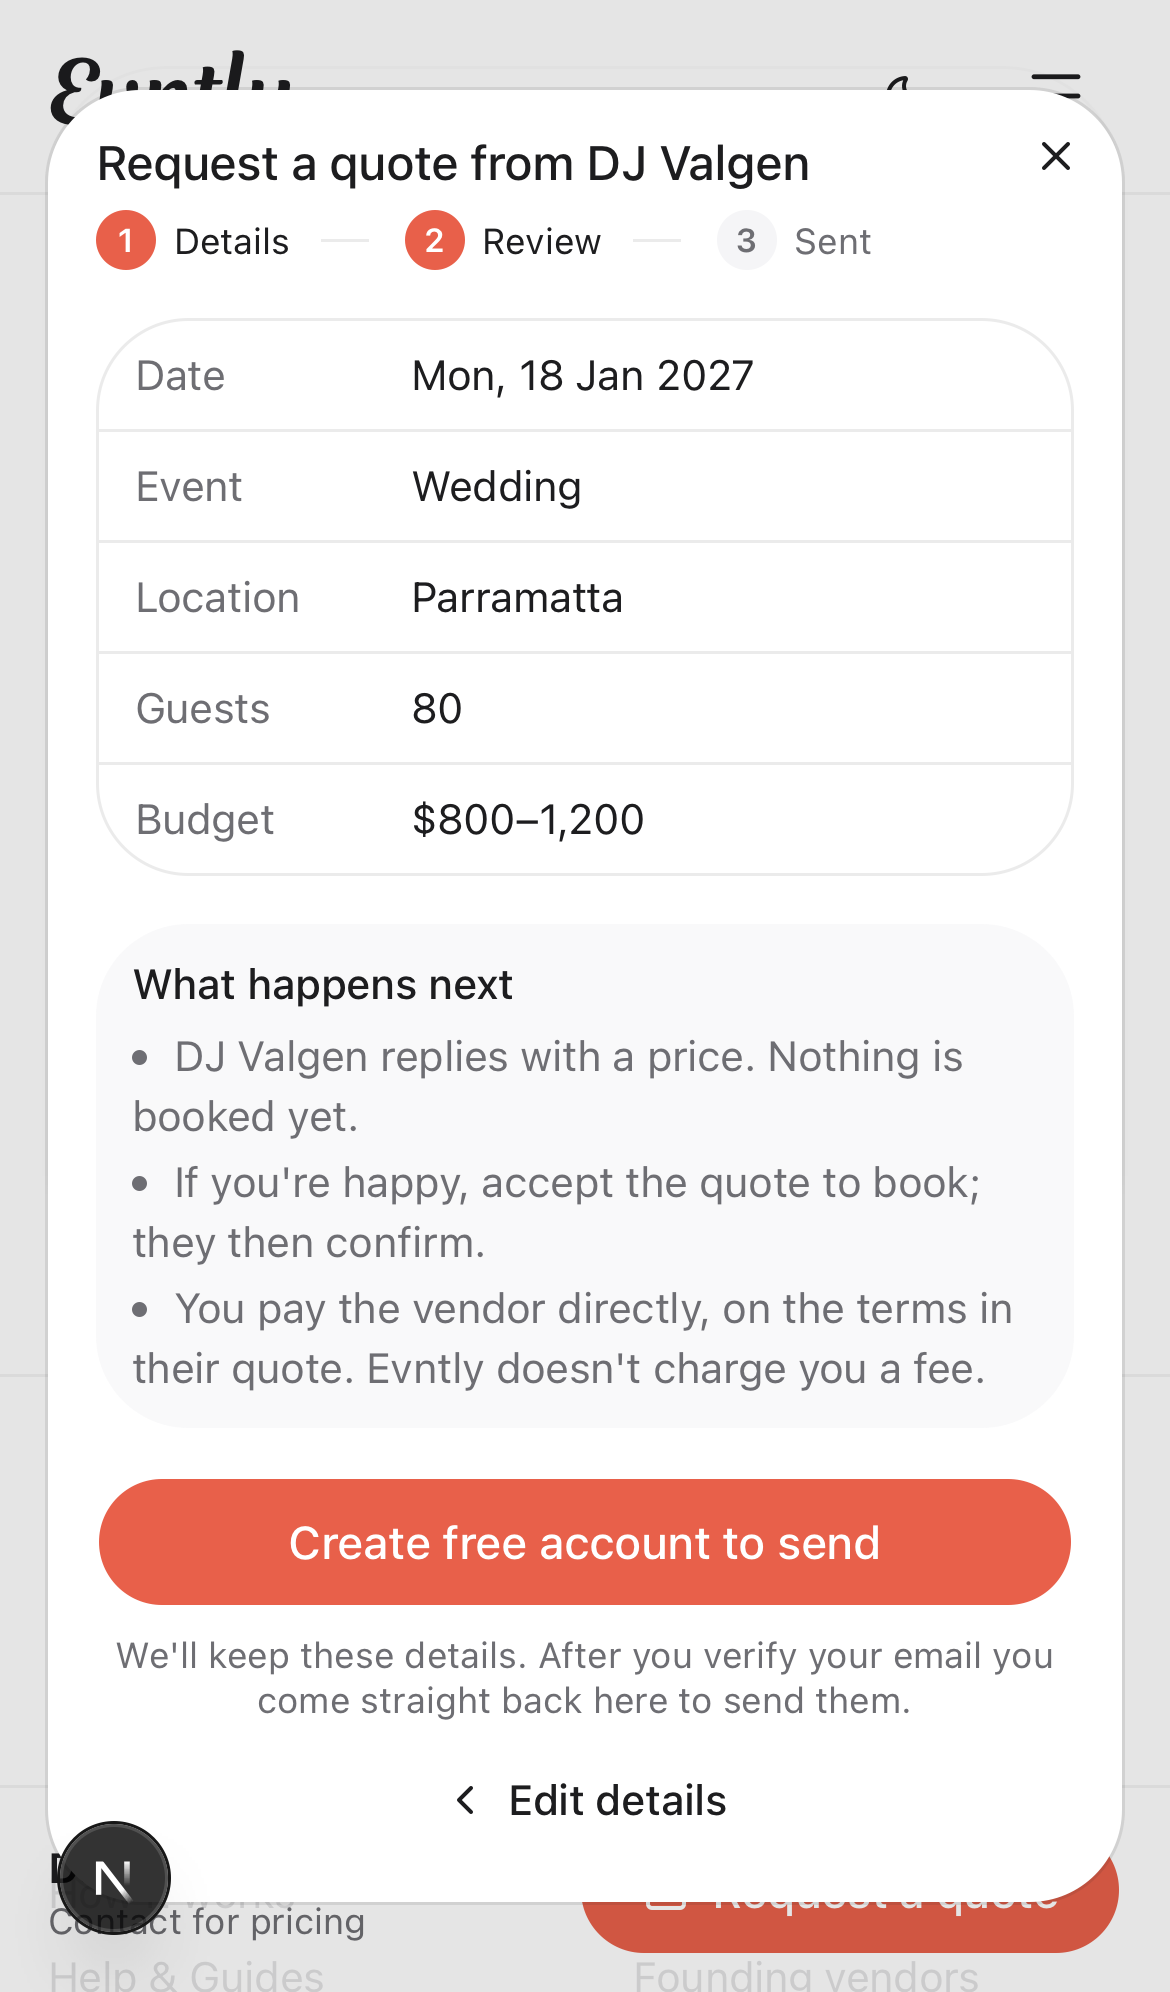 Evntly
Request a quote from DJ Valgen
1 Details
2 Review
3 Sent
Date Mon, 18 Jan 2027
Event Wedding
Location Parramatta
Guests 80
Budget $800–1,200
What happens next
• DJ Valgen replies with a price. Nothing is
booked yet.
• If you're happy, accept the quote to book;
they then confirm.
• You pay the vendor directly, on the terms in
their quote. Evntly doesn't charge you a fee.
Create free account to send
We'll keep these details. After you verify your email you
come straight back here to send them.
Edit details
N
Request a quote
Contact for pricing
Help & Guides
Founding vendors